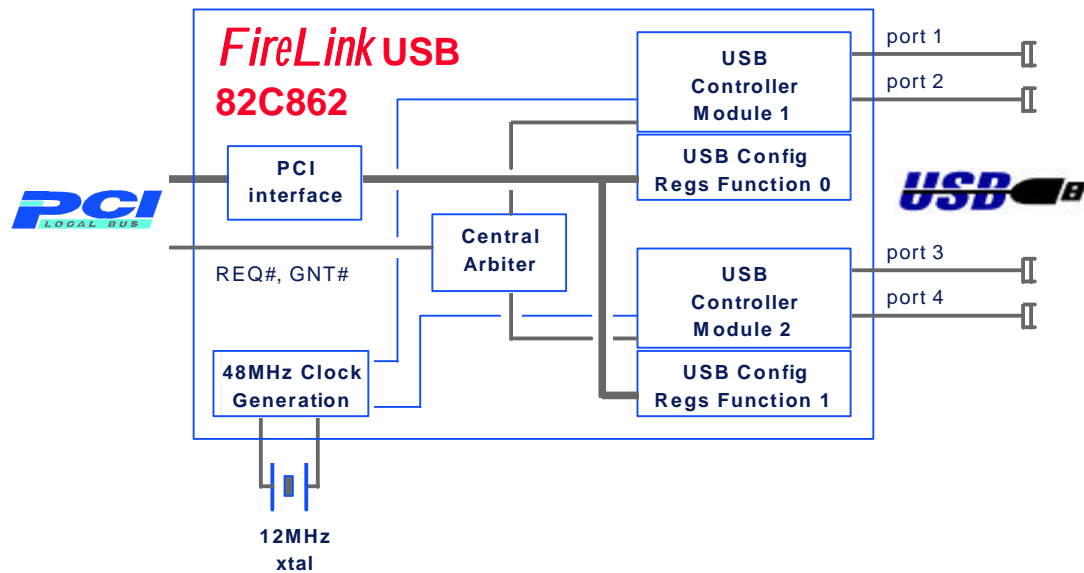 FireLink USB
82C862
PCI
LOCAL BUS
PCI
interface
REQ#, GNT#
Central
Arbiter
48MHz Clock
Generation
12MHz
xtal
USB
Controller
Module 1
USB Config
Regs Function 0
USB
Controller
Module 2
USB Config
Regs Function 1
port 1
port 2
USB
port 3
port 4